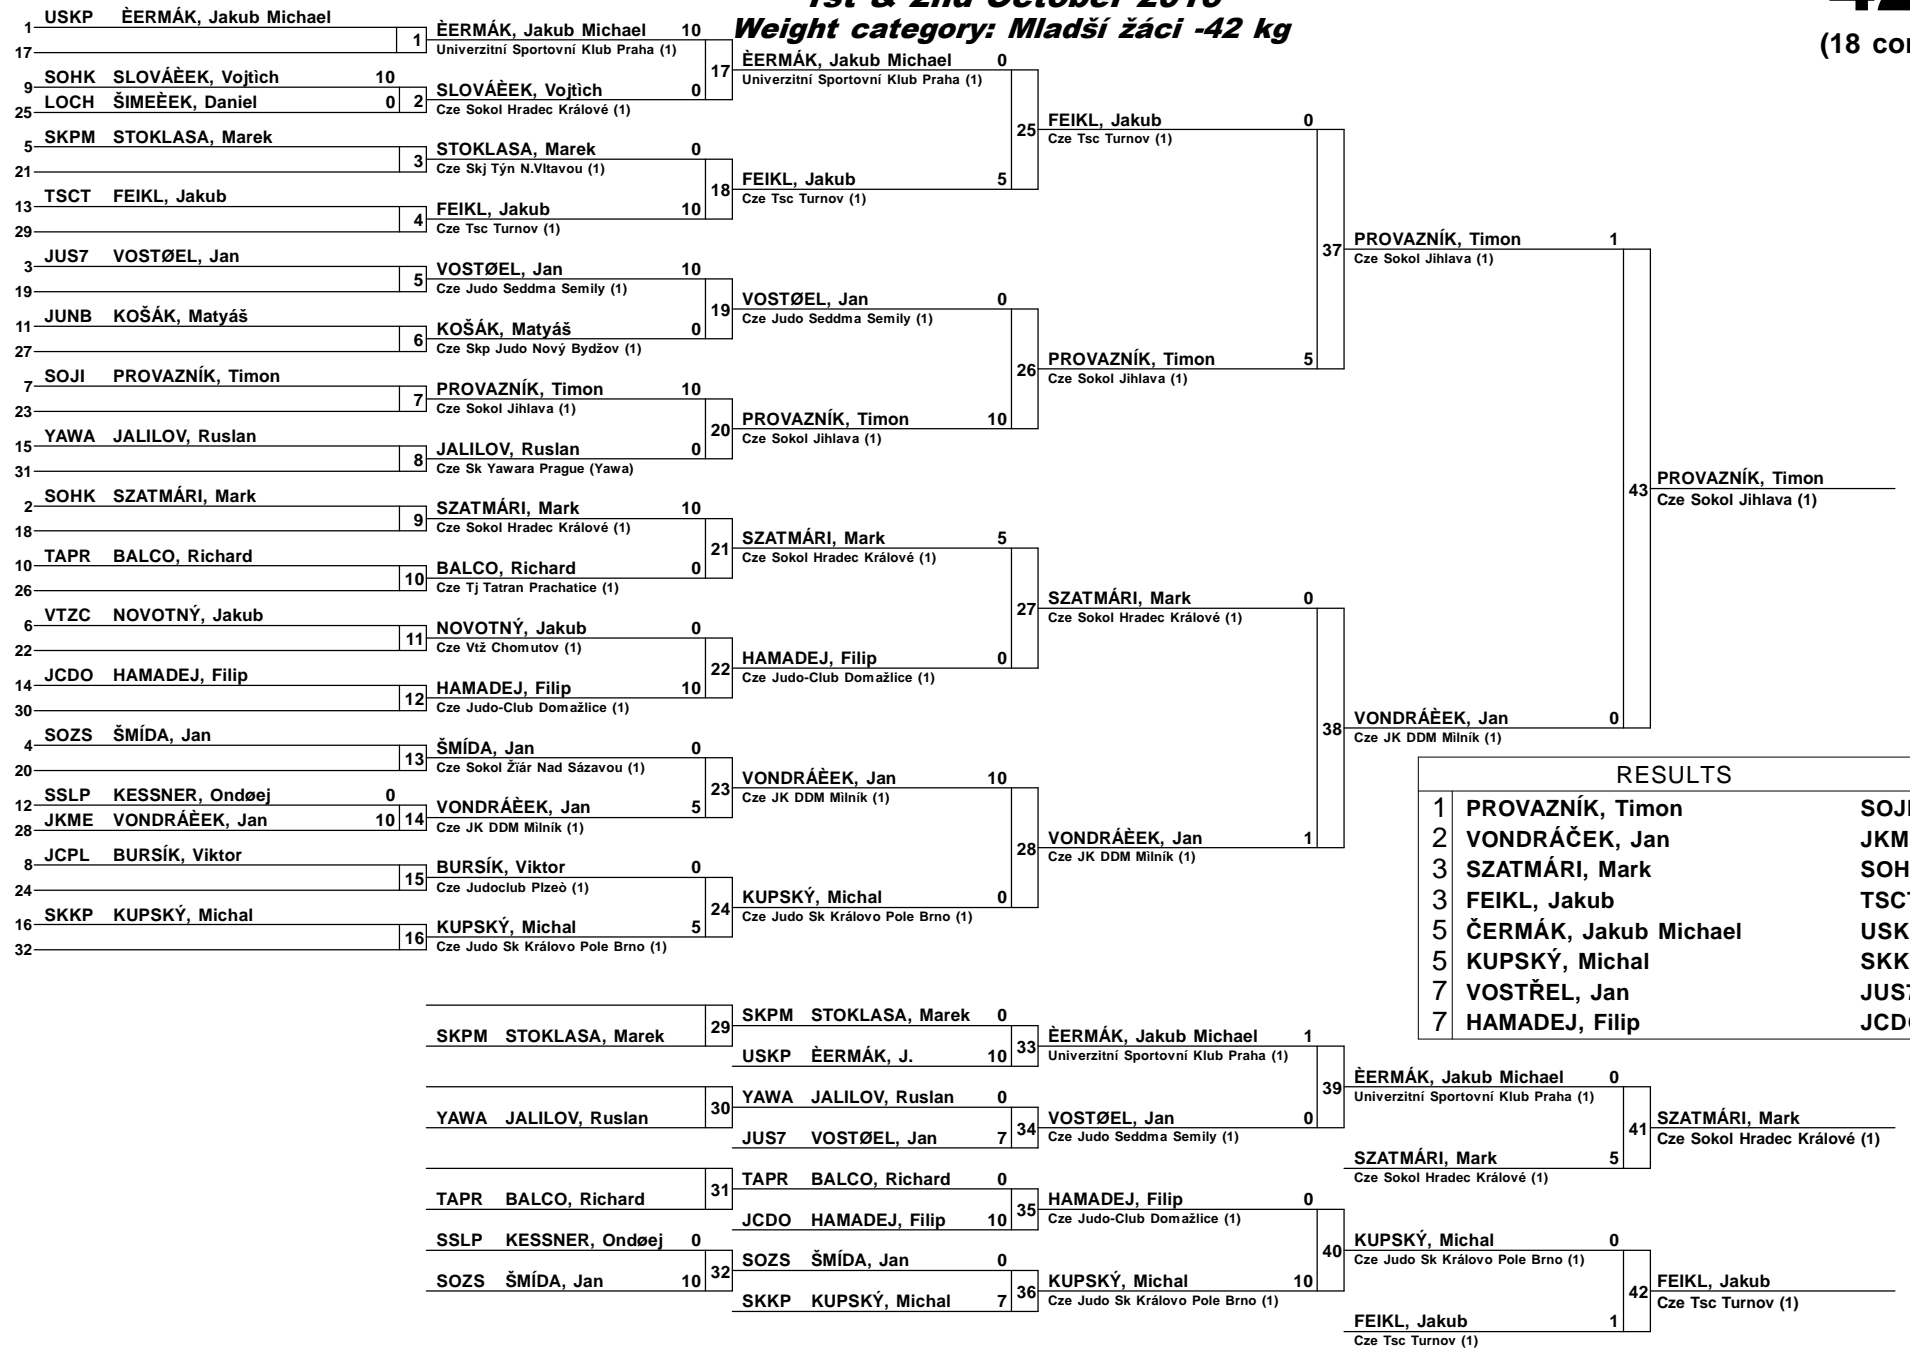 1st & 2nd October 2016
Weight category: Mladší žáci -42 kg
(18
1 USKP ÈERMÁK, Jakub Michael
17
1
9 SOHK SLOVÁÈEK, Vojtìch 10
25 LOCH ŠIMEÈEK, Daniel 0
2
5 SKPM STOKLASA, Marek
21
3
13 TSCT FEIKL, Jakub
29
4
3 JUS7 VOSTØEL, Jan
19
5
11 JUNB KOŠÁK, Matyáš
27
6
7 SOJI PROVAZNÍK, Timon
23
7
15 YAWA JALILOV, Ruslan
31
8
2 SOHK SZATMÁRI, Mark
18
9
10 TAPR BALCO, Richard
26
10
6 VTZC NOVOTNÝ, Jakub
22
11
14 JCDO HAMADEJ, Filip
30
12
4 SOZS ŠMÍDA, Jan
20
13
12 SSLP KESSNER, Ondøej 0
28 JKME VONDRÁÈEK, Jan 10
14
8 JCPL BURSÍK, Viktor
24
15
16 SKKP KUPSKÝ, Michal
32
16
ÈERMÁK, Jakub Michael 10
Univerzitní Sportovní Klub Praha (1)
17
SLOVÁÈEK, Vojtìch 0
Cze Sokol Hradec Králové (1)
STOKLASA, Marek 0
Cze Skj Týn N.Vltavou (1)
18
FEIKL, Jakub 10
Cze Tsc Turnov (1)
VOSTØEL, Jan 10
Cze Judo Seddma Semily (1)
19
KOŠÁK, Matyáš 0
Cze Skp Judo Nový Bydžov (1)
PROVAZNÍK, Timon 10
Cze Sokol Jihlava (1)
20
JALILOV, Ruslan 0
Cze Sk Yawara Prague (Yawa)
SZATMÁRI, Mark 10
Cze Sokol Hradec Králové (1)
21
BALCO, Richard 0
Cze Tj Tatran Prachatice (1)
NOVOTNÝ, Jakub 0
Cze Vtž Chomutov (1)
22
HAMADEJ, Filip 10
Cze Judo-Club Domažlice (1)
ŠMÍDA, Jan 0
Cze Sokol Žïár Nad Sázavou (1)
23
VONDRÁÈEK, Jan 5
Cze JK DDM Mìlník (1)
BURSÍK, Viktor 0
Cze Judoclub Plzeò (1)
24
KUPSKÝ, Michal 5
Cze Judo Sk Královo Pole Brno (1)
ÈERMÁK, Jakub Michael 0
Univerzitní Sportovní Klub Praha (1)
25
FEIKL, Jakub 5
Cze Tsc Turnov (1)
VOSTØEL, Jan 0
Cze Judo Seddma Semily (1)
26
PROVAZNÍK, Timon 10
Cze Sokol Jihlava (1)
SZATMÁRI, Mark 5
Cze Sokol Hradec Králové (1)
27
HAMADEJ, Filip 0
Cze Judo-Club Domažlice (1)
VONDRÁÈEK, Jan 10
Cze JK DDM Mìlník (1)
28
KUPSKÝ, Michal 0
Cze Judo Sk Královo Pole Brno (1)
FEIKL, Jakub 0
Cze Tsc Turnov (1)
37
PROVAZNÍK, Timon 5
Cze Sokol Jihlava (1)
SZATMÁRI, Mark 0
Cze Sokol Hradec Králové (1)
38
VONDRÁÈEK, Jan 1
Cze JK DDM Mìlník (1)
PROVAZNÍK, Timon 1
Cze Sokol Jihlava (1)
43
VONDRÁÈEK, Jan 0
Cze JK DDM Mìlník (1)
PROVAZNÍK, Timon
Cze Sokol Jihlava (1)
RESULTS
1 PROVAZNÍK, Timon SOJI
2 VONDRÁČEK, Jan JKM
3 SZATMÁRI, Mark SOH
3 FEIKL, Jakub TSCT
5 ČERMÁK, Jakub Michael USK
5 KUPSKÝ, Michal SKK
7 VOSTŘEL, Jan JUS7
7 HAMADEJ, Filip JCDO
29
SKPM STOKLASA, Marek
30
YAWA JALILOV, Ruslan
31
TAPR BALCO, Richard
SSLP KESSNER, Ondøej 0
32
SOZS ŠMÍDA, Jan 10
SKPM STOKLASA, Marek 0
33
USKP ÈERMÁK, J. 10
YAWA JALILOV, Ruslan 0
34
JUS7 VOSTØEL, Jan 7
TAPR BALCO, Richard 0
35
JCDO HAMADEJ, Filip 10
SOZS ŠMÍDA, Jan 0
36
SKKP KUPSKÝ, Michal 7
ÈERMÁK, Jakub Michael 1
Univerzitní Sportovní Klub Praha (1)
39
VOSTØEL, Jan 0
Cze Judo Seddma Semily (1)
HAMADEJ, Filip 0
Cze Judo-Club Domažlice (1)
40
KUPSKÝ, Michal 10
Cze Judo Sk Královo Pole Brno (1)
ÈERMÁK, Jakub Michael 0
Univerzitní Sportovní Klub Praha (1)
41
SZATMÁRI, Mark 5
Cze Sokol Hradec Králové (1)
KUPSKÝ, Michal 0
Cze Judo Sk Královo Pole Brno (1)
42
FEIKL, Jakub 1
Cze Tsc Turnov (1)
SZATMÁRI, Mark
Cze Sokol Hradec Králové (1)
FEIKL, Jakub
Cze Tsc Turnov (1)